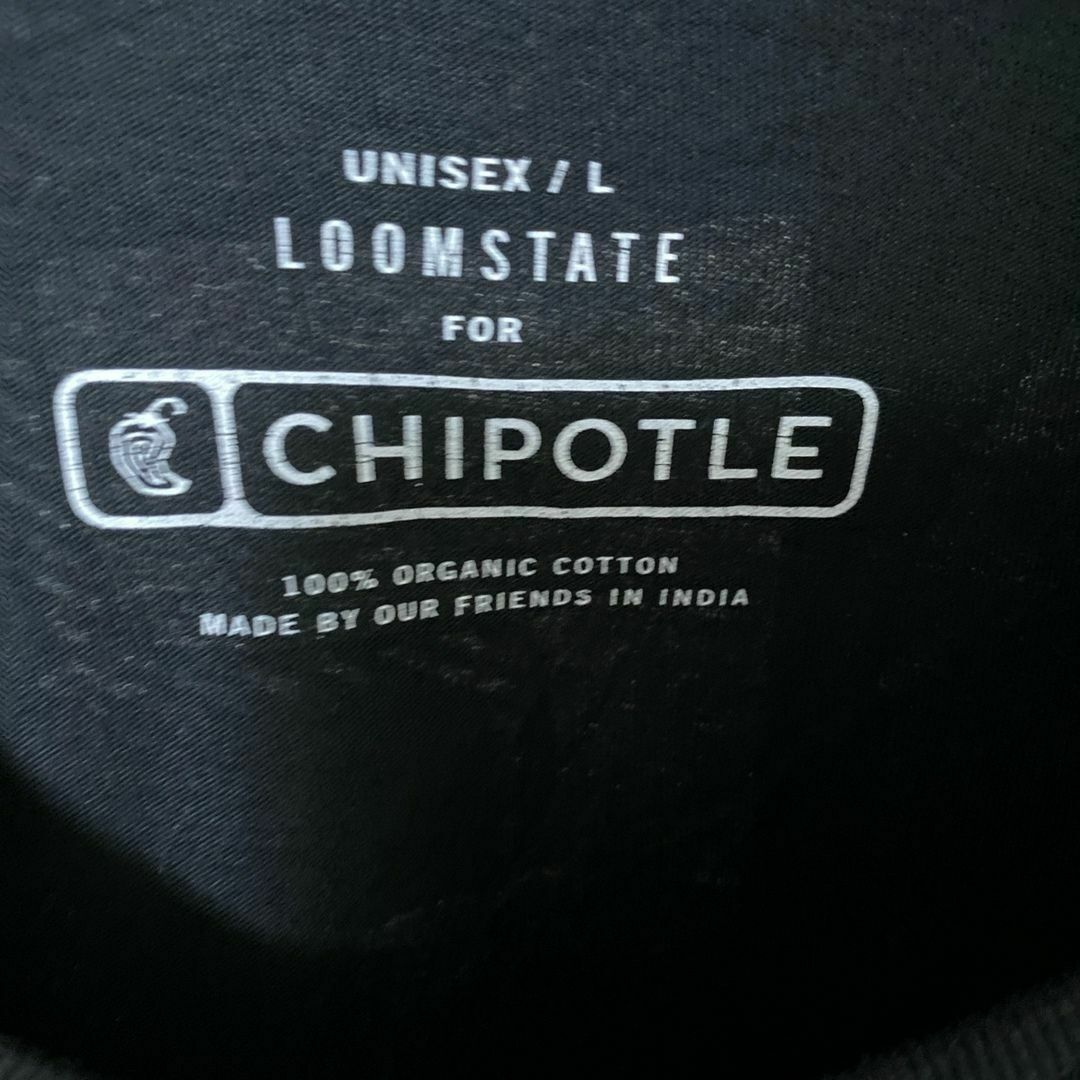 UNISEX / L
LOOMSTATE
FOR
CHIPOTLE
100% ORGANIC COTTON
MADE BY OUR FRIENDS IN INDIA